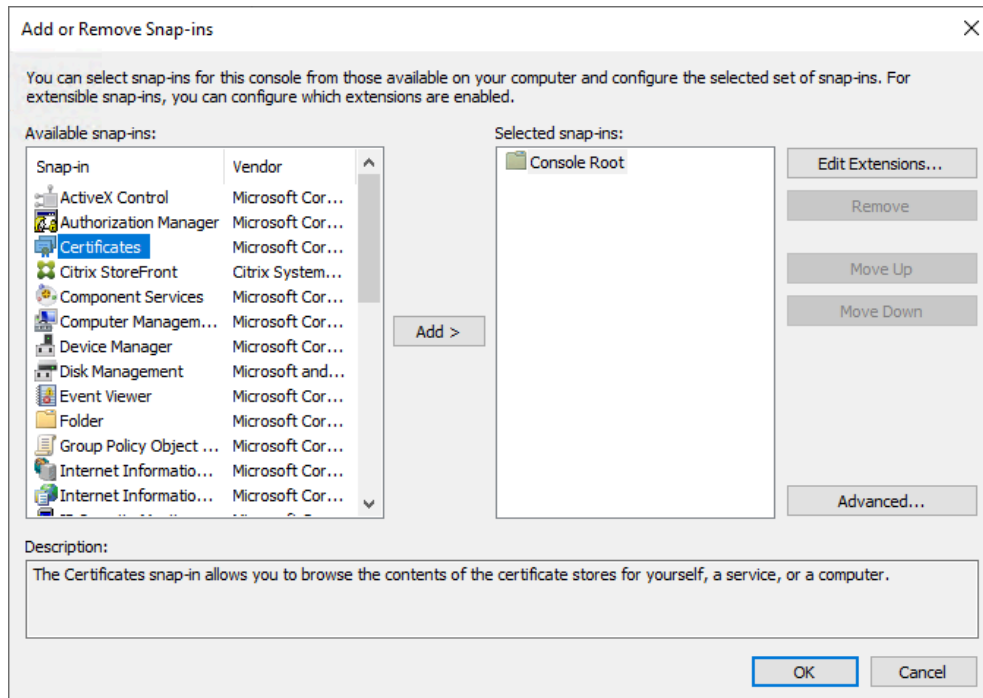 Add or Remove Snap-ins
You can select snap-ins for this console from those available on your computer and configure the selected set of snap-ins. For
extensible snap-ins, you can configure which extensions are enabled.
Available snap-ins:
Selected snap-ins:
Snap-in Vendor
ActiveX Control Microsoft Cor...
Authorization Manager Microsoft Cor...
Certificates Microsoft Cor...
Citrix StoreFront Citrix System...
Component Services Microsoft Cor...
Computer Managem... Microsoft Cor...
Device Manager Microsoft Cor...
Disk Management Microsoft and...
Event Viewer Microsoft Cor...
Folder Microsoft Cor...
Group Policy Object ... Microsoft Cor...
Internet Informatio... Microsoft Cor...
Internet Informatio... Microsoft Cor...
Add >
Console Root
Edit Extensions...
Remove
Move Up
Move Down
Advanced...
Description:
The Certificates snap-in allows you to browse the contents of the certificate stores for yourself, a service, or a computer.
OK
Cancel